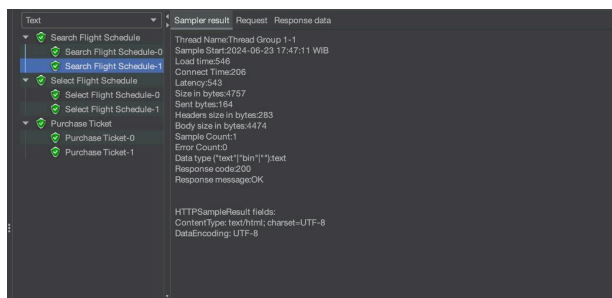 Text
Search Flight Schedule
Search Flight Schedule-0
Search Flight Schedule-1
Select Flight Schedule
Select Flight Schedule-0
Select Flight Schedule-1
Purchase Ticket
Purchase Ticket-0
Purchase Ticket-1
Sampler result Request Response data
Thread Name:Thread Group 1-1
Sample Start:2024-06-23 17:47:11 WIB
Load time:546
Connect Time:206
Latency:543
Size in bytes:4757
Sent bytes:164
Headers size in bytes:283
Body size in bytes:4474
Sample Count:1
Error Count:0
Data type ("text"|"bin"|""):text
Response code:200
Response message:OK
HTTPSampleResult fields:
ContentType: text/html; charset=UTF-8
DataEncoding: UTF-8